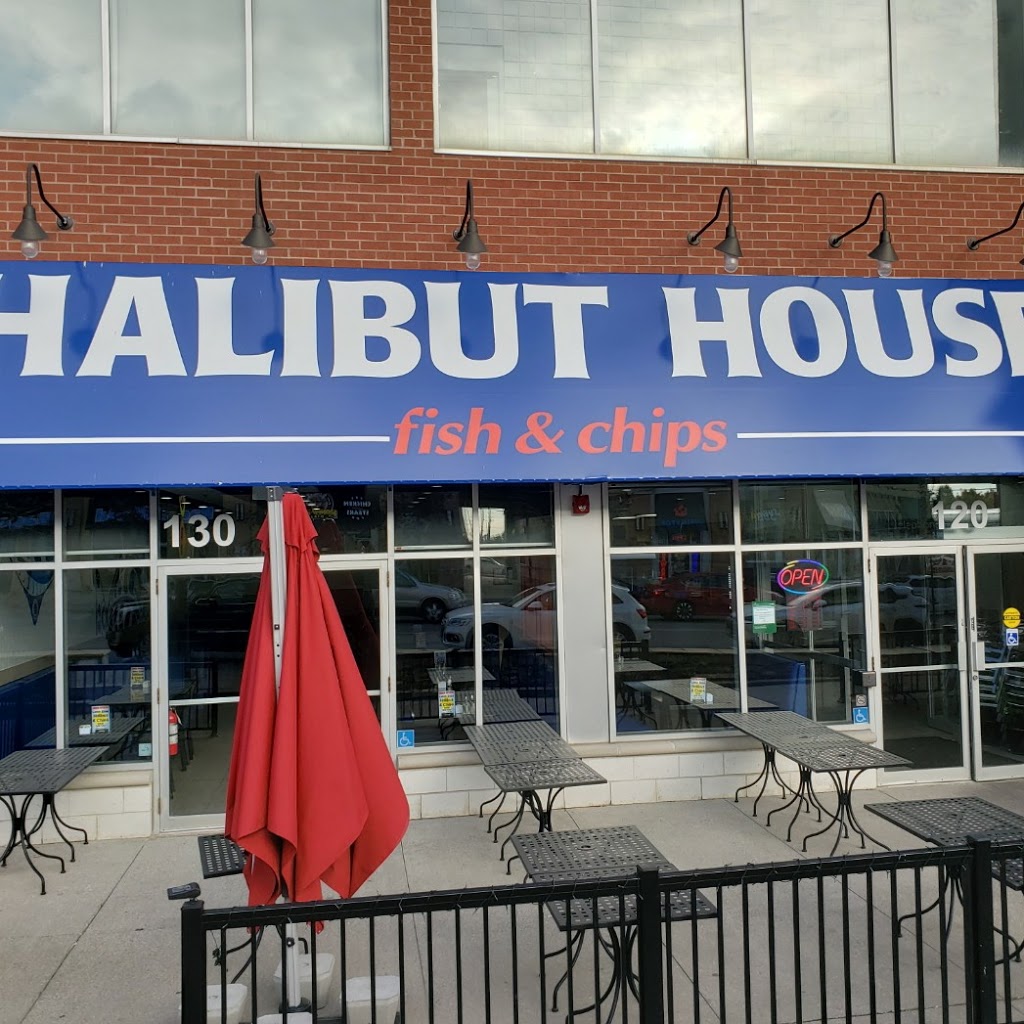 HALIBUT HOUSE
fish & chips
130
120
OPEN